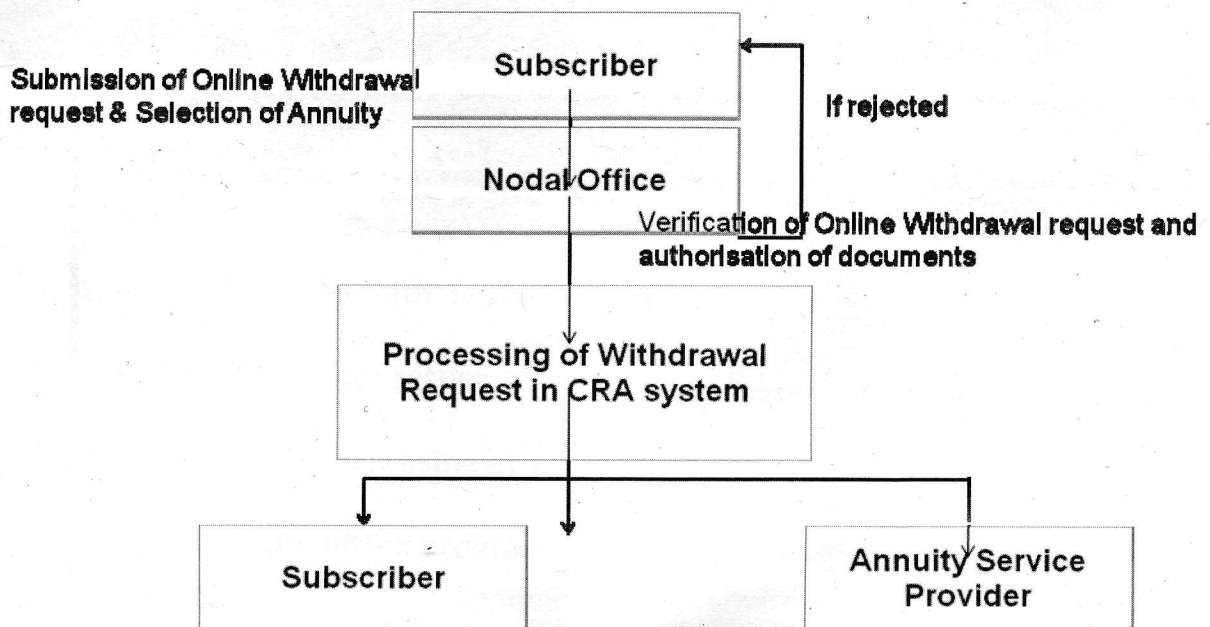 Subscriber
Submission of Online Withdrawal
request & Selection of Annuity
If rejected
Nodal Office
Verification of Online Withdrawal request and
authorisation of documents
Processing of Withdrawal
Request in CRA system
Subscriber
Annuity Service
Provider